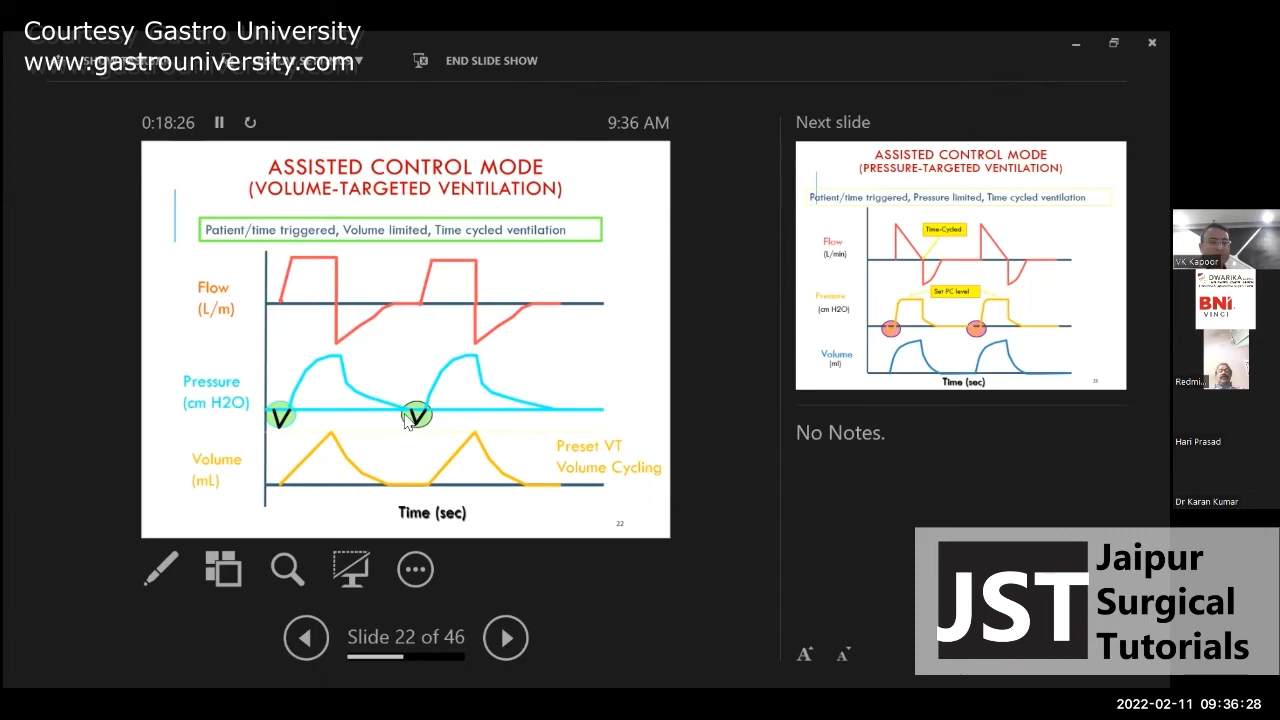 Courtesy Gastro University
www.gastrouniversity.com
END SLIDE SHOW
0:18:26
9:36 AM
Next slide
ASSISTED CONTROL MODE
(VOLUME-TARGETED VENTILATION)
Patient/time triggered, Volume limited, Time cycled ventilation
Flow
(L/m)
Pressure
(cm H2O)
V
V
Volume
(mL)
Preset VT
Volume Cycling
Time (sec)
22
ASSISTED CONTROL MODE
(PRESSURE-TARGETED VENTILATION)
Patient/time triggered, Pressure limited, Time cycled ventilation
Flow
(L/min)
Time-Cycled
Pressure
(cm H2O)
Set PC level
Volume
(ml)
Time (sec)
23
No Notes.
Slide 22 of 46
A
A
VK Kapoor
DWARIKA
BNI
VINCI
Redmi...
Hari Prasad
Dr Karan Kumar
JST
Jaipur
Surgical
Tutorials
2022-02-11 09:36:28